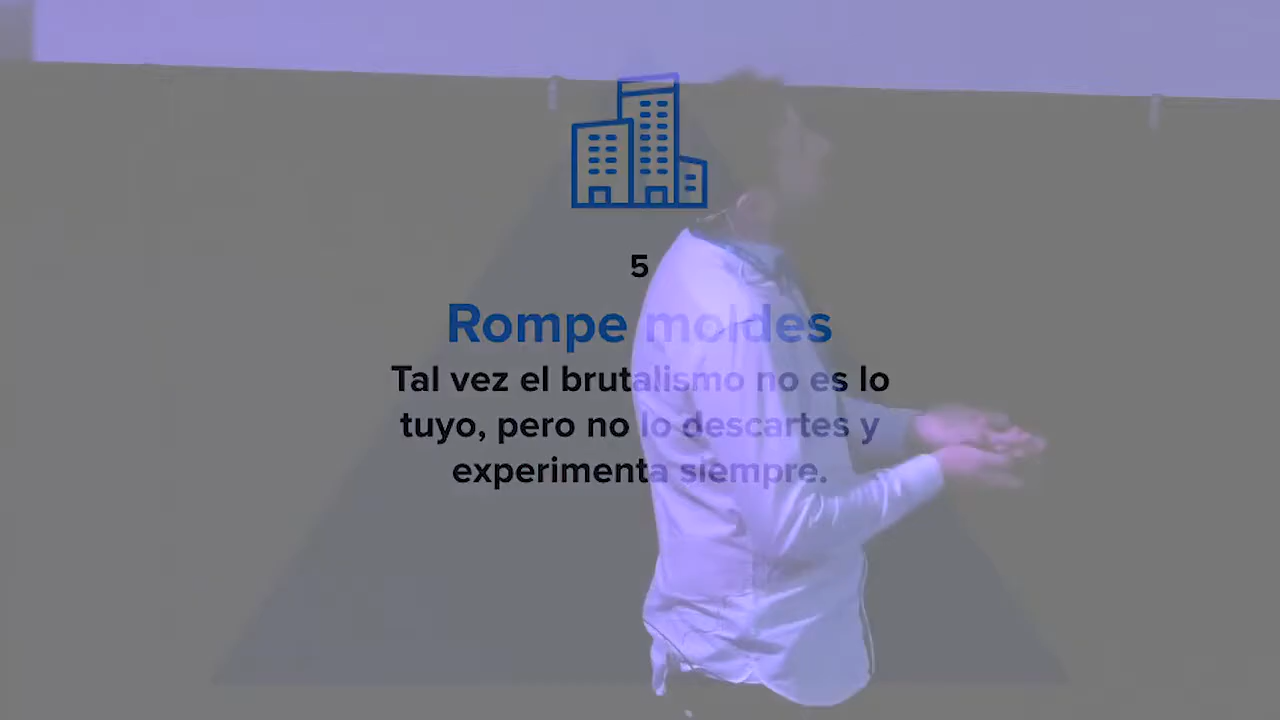 5
Rompe moldes
Tal vez el brutalismo no es lo
tuyo, pero no lo descartes y
experimenta siempre.